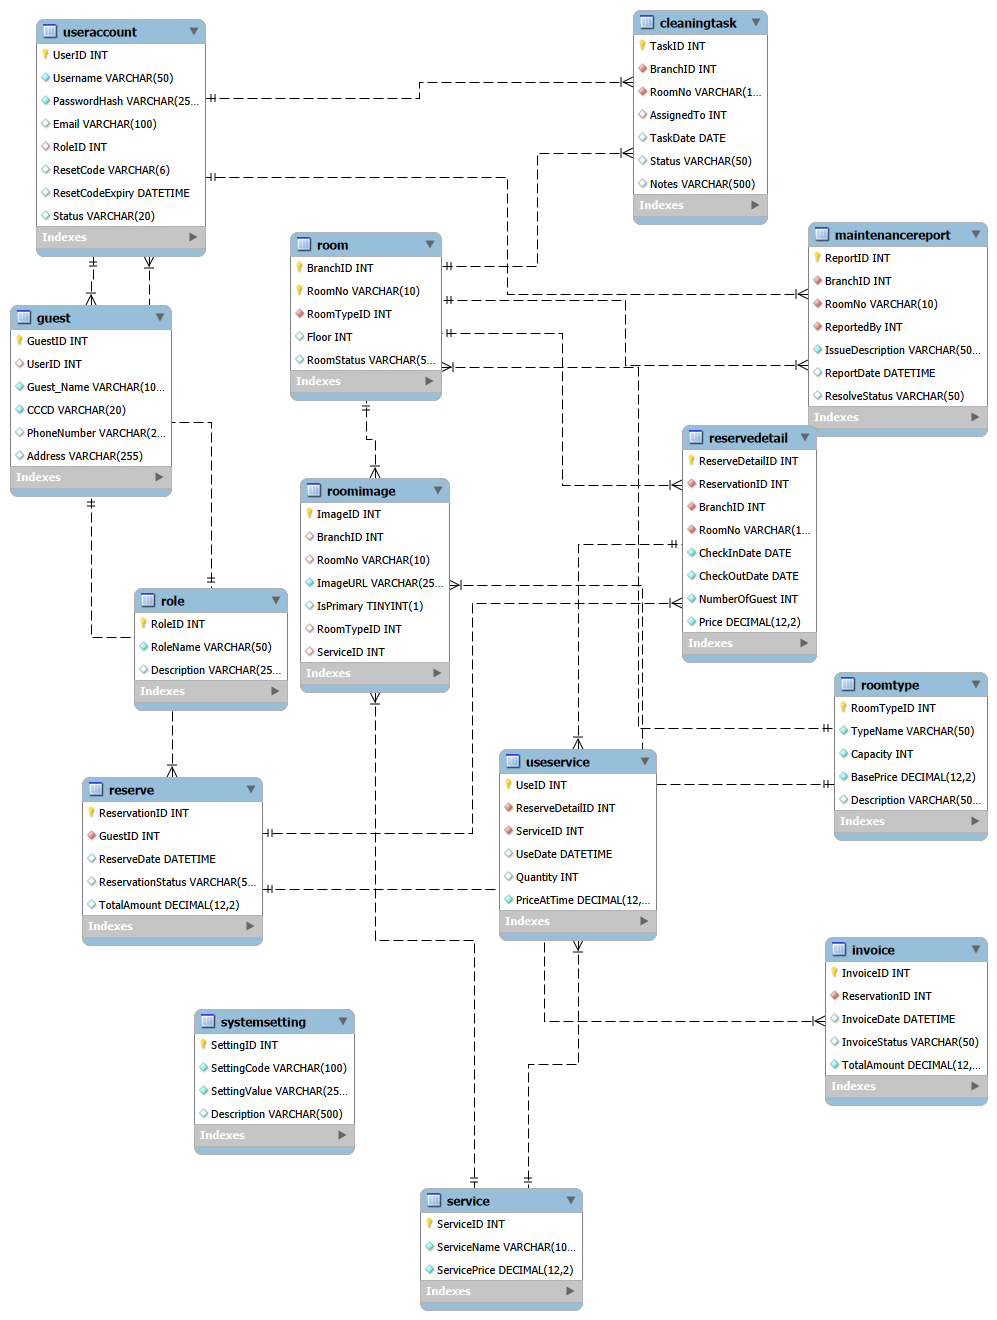 useraccount
UserID INT
Username VARCHAR(50)
PasswordHash VARCHAR(25...
Email VARCHAR(100)
RoleID INT
ResetCode VARCHAR(6)
ResetCodeExpiry DATETIME
Status VARCHAR(20)
Indexes
cleaningtask
TaskID INT
BranchID INT
RoomNo VARCHAR(1...
AssignedTo INT
TaskDate DATE
Status VARCHAR(50)
Notes VARCHAR(500)
Indexes
room
BranchID INT
RoomNo VARCHAR(10)
RoomTypeID INT
Floor INT
RoomStatus VARCHAR(5...
Indexes
maintenancereport
ReportID INT
BranchID INT
RoomNo VARCHAR(10)
ReportedBy INT
IssueDescription VARCHAR(50...
ReportDate DATETIME
ResolveStatus VARCHAR(50)
Indexes
guest
GuestID INT
UserID INT
Guest_Name VARCHAR(10...
CCCD VARCHAR(20)
PhoneNumber VARCHAR(2...
Address VARCHAR(255)
Indexes
reservedetail
ReserveDetailID INT
ReservationID INT
BranchID INT
RoomNo VARCHAR(1...
CheckInDate DATE
CheckOutDate DATE
NumberOfGuest INT
Price DECIMAL(12,2)
Indexes
roomimage
ImageID INT
BranchID INT
RoomNo VARCHAR(10)
ImageURL VARCHAR(25...
IsPrimary TINYINT(1)
RoomTypeID INT
ServiceID INT
Indexes
role
RoleID INT
RoleName VARCHAR(50)
Description VARCHAR(25...
Indexes
roomtype
RoomTypeID INT
TypeName VARCHAR(50)
Capacity INT
BasePrice DECIMAL(12,2)
Description VARCHAR(50...
Indexes
useservice
UseID INT
ReserveDetailID INT
ServiceID INT
UseDate DATETIME
Quantity INT
PriceAtTime DECIMAL(12,...
Indexes
reserve
ReservationID INT
GuestID INT
ReserveDate DATETIME
ReservationStatus VARCHAR(5...
TotalAmount DECIMAL(12,2)
Indexes
invoice
InvoiceID INT
ReservationID INT
InvoiceDate DATETIME
InvoiceStatus VARCHAR(50)
TotalAmount DECIMAL(12,...
Indexes
systemsetting
SettingID INT
SettingCode VARCHAR(100)
SettingValue VARCHAR(25...
Description VARCHAR(500)
Indexes
service
ServiceID INT
ServiceName VARCHAR(10...
ServicePrice DECIMAL(12,2)
Indexes